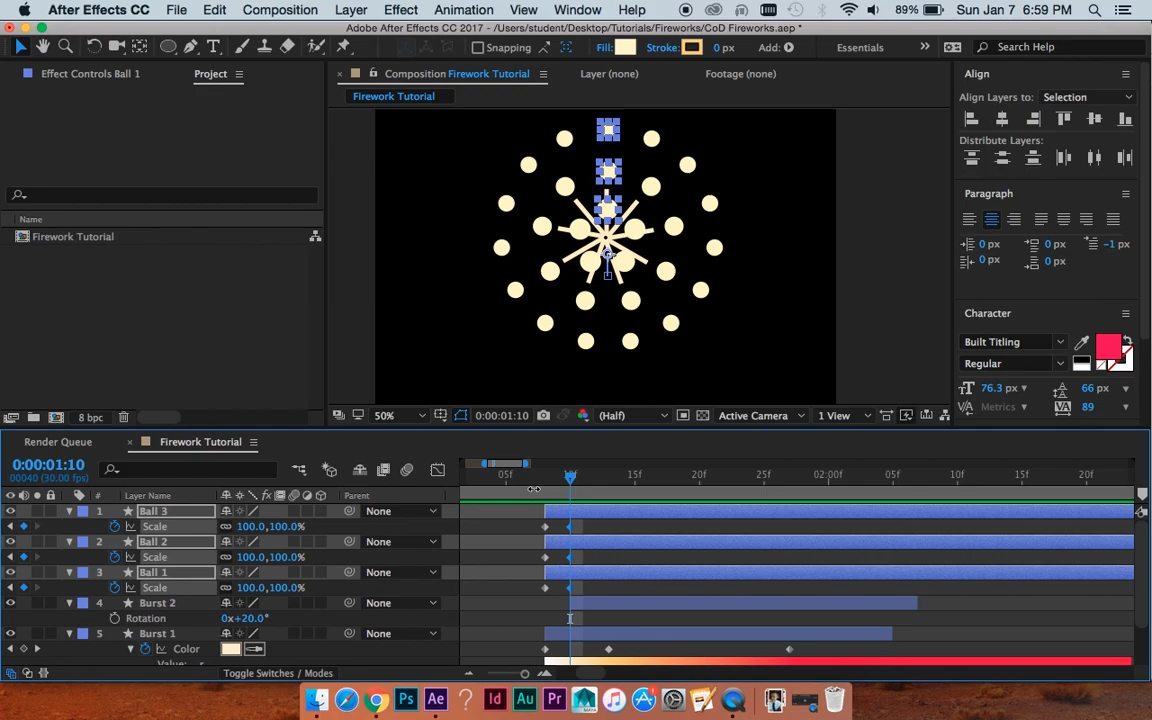 After Effects CC File Edit Composition Layer Effect Animation View Window Help 89% Sun Jan 7 6:59 PM
Adobe After Effects CC 2017 - /Users/student/Desktop/Tutorials/Fireworks/CoD Fireworks.aep *
Snapping Fill: Stroke: 0 px Add: Essentials Search Help
Effect Controls Ball 1 Project
Composition Firework Tutorial Layer (none) Footage (none)
Firework Tutorial
Name
Firework Tutorial
8 bpc
50% 0:00:01:10 (Half) Active Camera 1 View
Align
Align Layers to: Selection
Distribute Layers:
Paragraph
0 px 0 px -1 px
0 px 0 px
Character
Built Titling
Regular
76.3 px 66 px
Metrics 89
Render Queue Firework Tutorial
0:00:01:10
00040 (30.00 fps)
05f 10f 15f 20f 25f 02:00f 05f 10f 15f 20f
# Layer Name Parent
1 Ball 3 None
Scale 100.0,100.0%
2 Ball 2 None
Scale 100.0,100.0%
3 Ball 1 None
Scale 100.0,100.0%
4 Burst 2 None
Rotation 0x+20.0°
5 Burst 1 None
Color
Toggle Switches / Modes
Ps Ae Id Au Pr